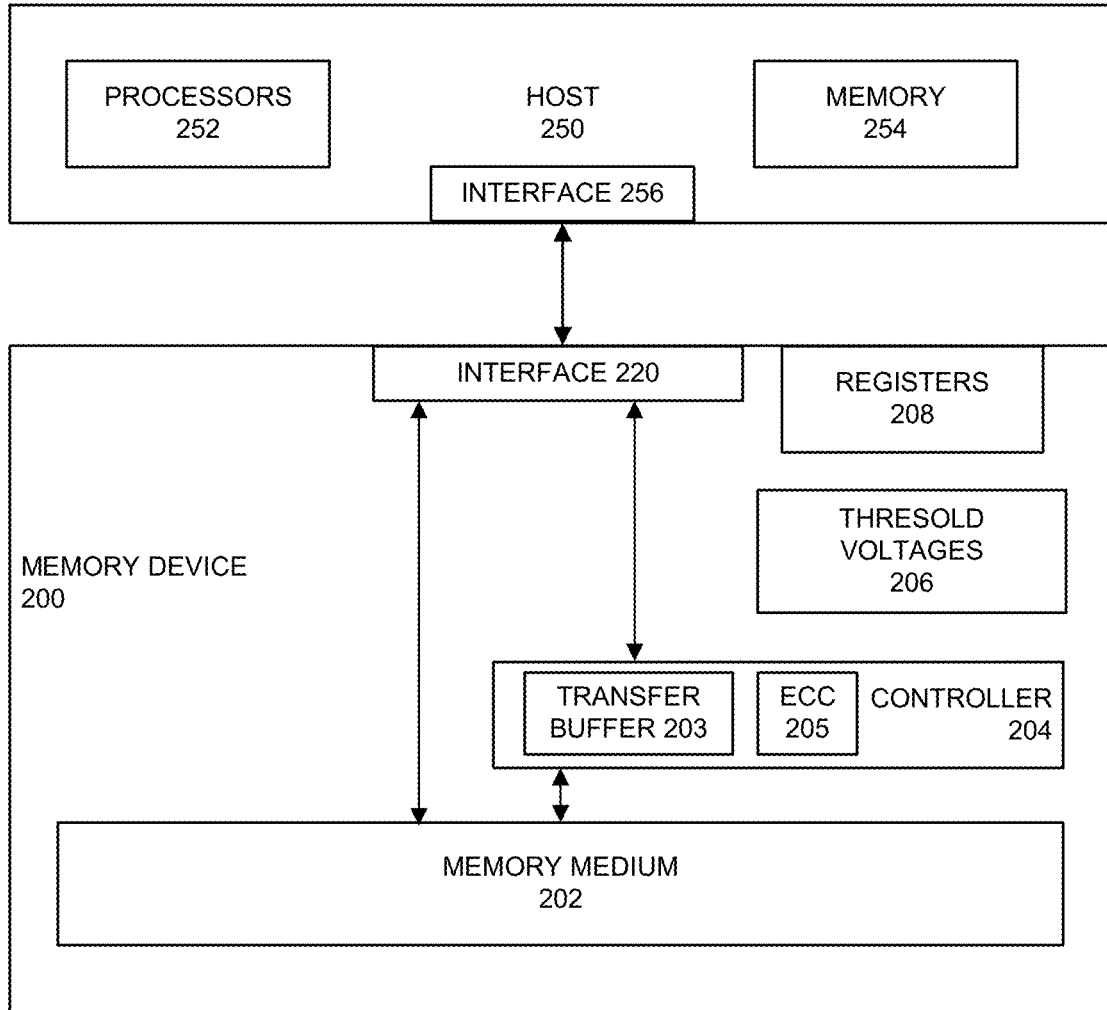 PROCESSORS
252
HOST
250
MEMORY
254
INTERFACE 256
INTERFACE 220
REGISTERS
208
THRESOLD
VOLTAGES
206
MEMORY DEVICE
200
TRANSFER
BUFFER 203
ECC
205
CONTROLLER
204
MEMORY MEDIUM
202